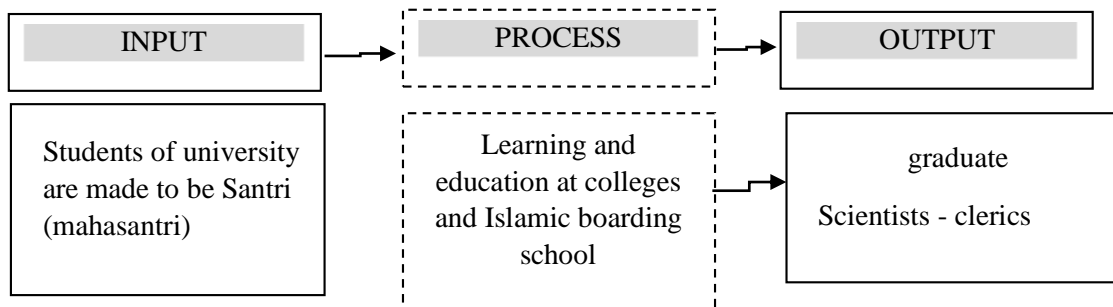 INPUT
PROCESS
OUTPUT
Students of university
are made to be Santri
(mahasantri)
Learning and
education at colleges
and Islamic boarding
school
graduate
Scientists - clerics